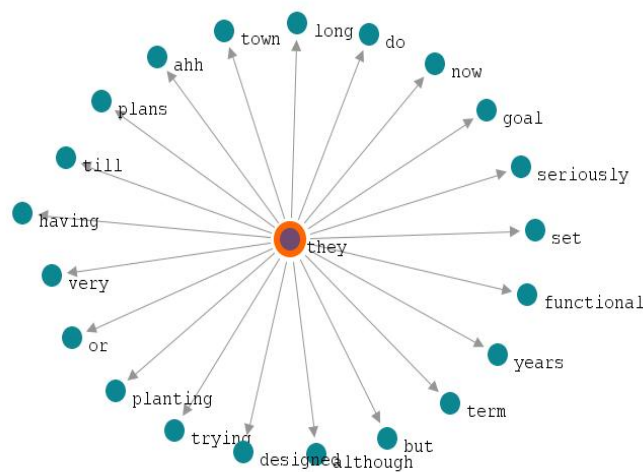 long
town
do
ahh
now
plans
goal
till
seriously
having
set
they
very
functional
or
years
planting
term
trying
but
designed
although